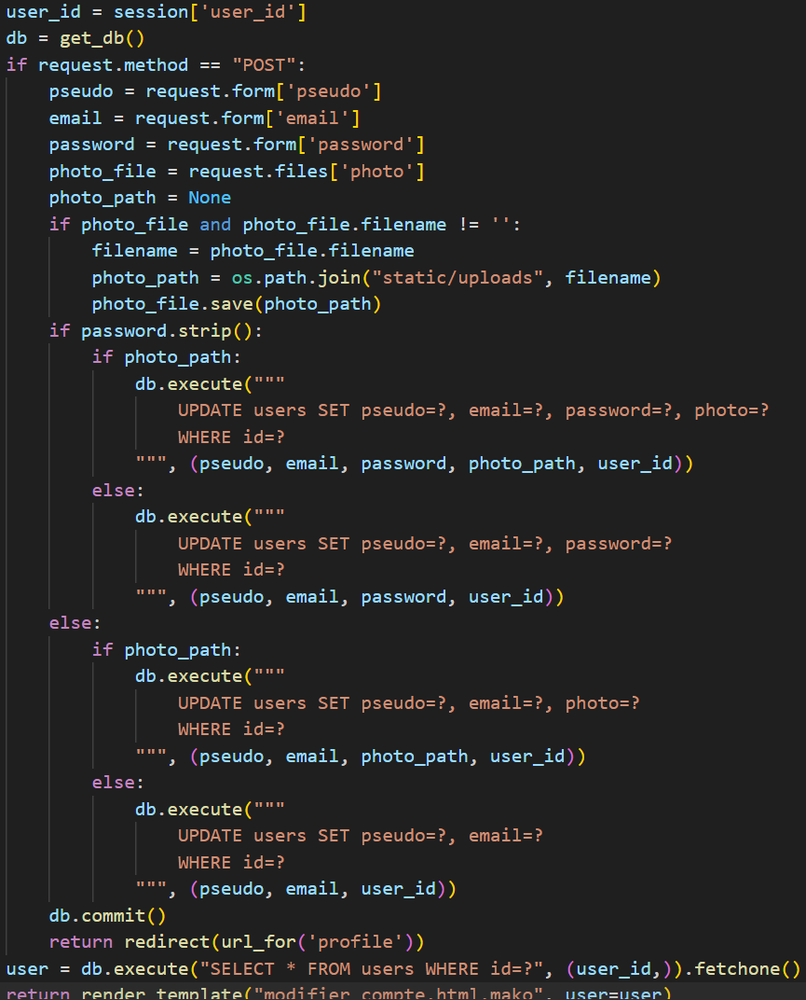 user_id = session['user_id']
db = get_db()
if request.method == "POST":
    pseudo = request.form['pseudo']
    email = request.form['email']
    password = request.form['password']
    photo_file = request.files['photo']
    photo_path = None
    if photo_file and photo_file.filename != '':
        filename = photo_file.filename
        photo_path = os.path.join("static/uploads", filename)
        photo_file.save(photo_path)
    if password.strip():
        if photo_path:
            db.execute("""
                UPDATE users SET pseudo=?, email=?, password=?, photo=?
                WHERE id=?
            """, (pseudo, email, password, photo_path, user_id))
        else:
            db.execute("""
                UPDATE users SET pseudo=?, email=?, password=?
                WHERE id=?
            """, (pseudo, email, password, user_id))
    else:
        if photo_path:
            db.execute("""
                UPDATE users SET pseudo=?, email=?, photo=?
                WHERE id=?
            """, (pseudo, email, photo_path, user_id))
        else:
            db.execute("""
                UPDATE users SET pseudo=?, email=?
                WHERE id=?
            """, (pseudo, email, user_id))
    db.commit()
    return redirect(url_for('profile'))
user = db.execute("SELECT * FROM users WHERE id=?", (user_id,)).fetchone()
return render_template("modifier_compte.html.mako", user=user)